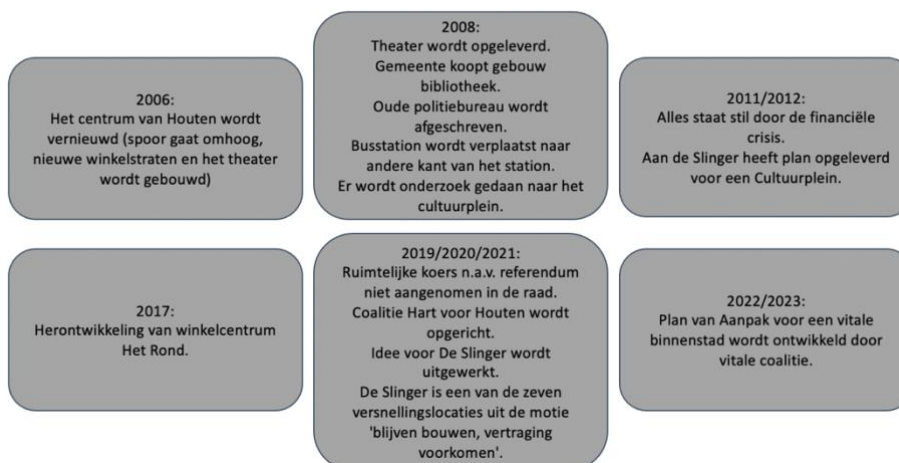 2006:
Het centrum van Houten wordt
vernieuwd (spoor gaat omhoog,
nieuwe winkelstraten en het theater
wordt gebouwd)
2008:
Theater wordt opgeleverd.
Gemeente koopt gebouw
bibliotheek.
Oude politiebureau wordt
afgeschreven.
Busstation wordt verplaatst naar
andere kant van het station.
Er wordt onderzoek gedaan naar het
cultuurplein.
2011/2012:
Alles staat stil door de financiële
crisis.
Aan de Slinger heeft plan opgeleverd
voor een Cultuurplein.
2017:
Herontwikkeling van winkelcentrum
Het Rond.
2019/2020/2021:
Ruimtelijke koers n.a.v. referendum
niet aangenomen in de raad.
Coalitie Hart voor Houten wordt
opgericht.
Idee voor De Slinger wordt
uitgewerkt.
De Slinger is een van de zeven
versnellingslocaties uit de motie
'blijven bouwen, vertraging
voorkomen'.
2022/2023:
Plan van Aanpak voor een vitale
binnenstad wordt ontwikkeld door
vitale coalitie.